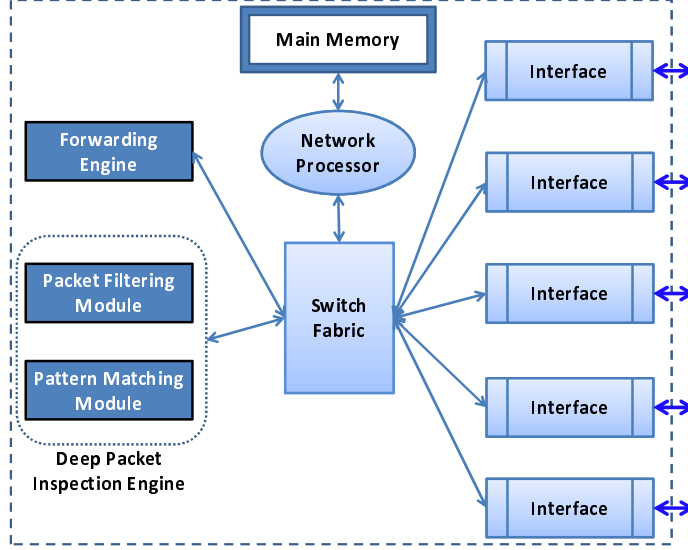 Main Memory
Network
Processor
Forwarding
Engine
Packet Filtering
Module
Pattern Matching
Module
Deep Packet
Inspection Engine
Switch
Fabric
Interface
Interface
Interface
Interface
Interface